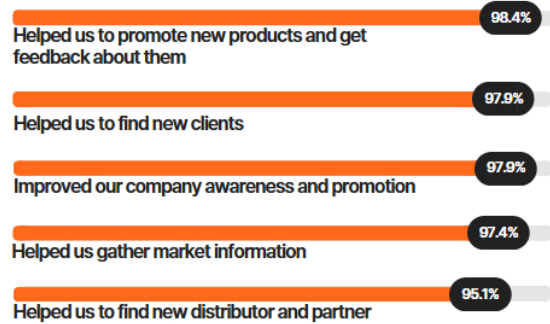 98.4%
Helped us to promote new products and get
feedback about them
97.9%
Helped us to find new clients
97.9%
Improved our company awareness and promotion
97.4%
Helped us gather market information
95.1%
Helped us to find new distributor and partner